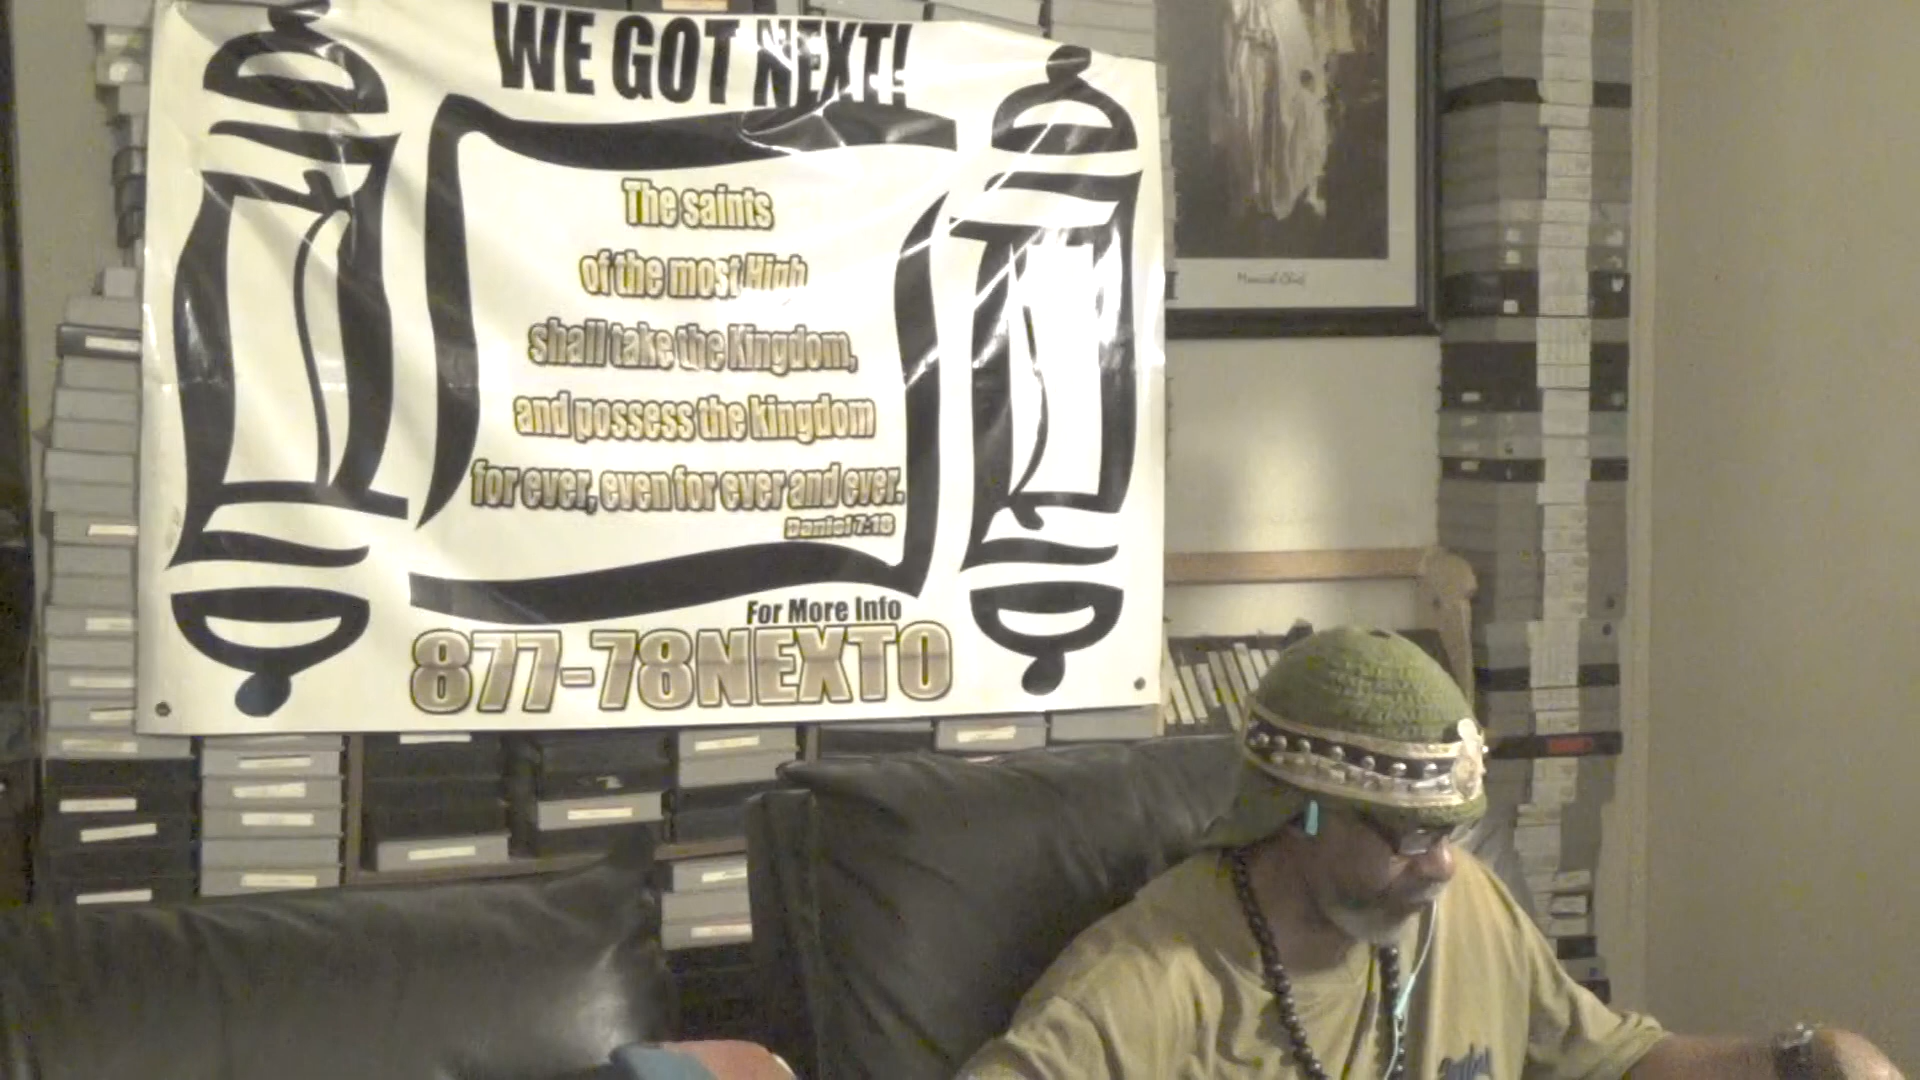 WE GOT NEXT!
The saints
of the most High
shall take the Kingdom,
and possess the kingdom
for ever, even for ever and ever.
Daniel 7:18
For More Info
877-78NEXTO